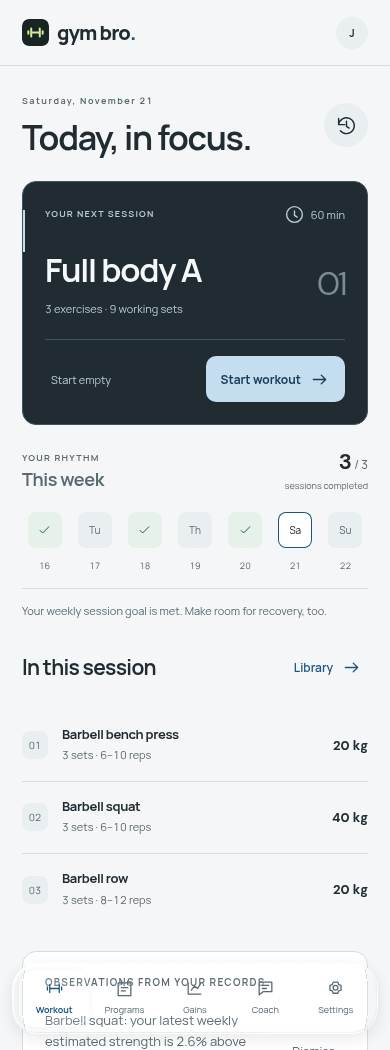 gym bro.
J
Saturday, November 21
Today, in focus.
YOUR NEXT SESSION
60 min
Full body A
01
3 exercises · 9 working sets
Start empty
Start workout
YOUR RHYTHM
3 / 3
This week
sessions completed
Tu Th Sa Su
16 17 18 19 20 21 22
Your weekly session goal is met. Make room for recovery, too.
In this session
Library
01
Barbell bench press
3 sets · 6–10 reps
20 kg
02
Barbell squat
3 sets · 6–10 reps
40 kg
03
Barbell row
3 sets · 8–12 reps
20 kg
OBSERVATIONS FROM YOUR RECORDS
Workout Programs Gains Coach Settings
Barbell squat: your latest weekly
estimated strength is 2.6% above
Dismiss